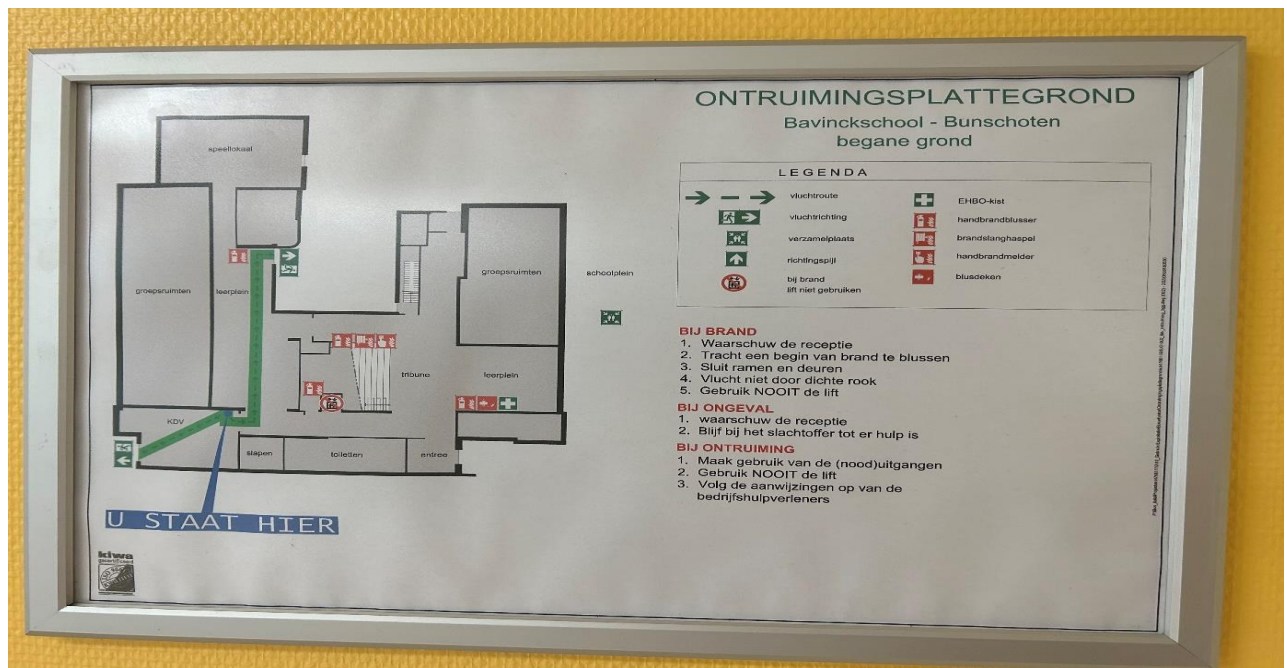 ONTRUIMINGSPLATTEGROND
Bavinckschool - Bunschoten
begane grond
LEGENDA
vluchtroute
vluchtrichting
verzamelplaats
richtingspijl
bij brand
lift niet gebruiken
EHBO-kist
handbrandblusser
brandslanghaspel
handbrandmelder
blusdeken
BIJ BRAND
1. Waarschuw de receptie
2. Tracht een begin van brand te blussen
3. Sluit ramen en deuren
4. Vlucht niet door dichte rook
5. Gebruik NOOIT de lift
BIJ ONGEVAL
1. waarschuw de receptie
2. Blijf bij het slachtoffer tot er hulp is
BIJ ONTRUIMING
1. Maak gebruik van de (nood)uitgangen
2. Gebruik NOOIT de lift
3. Volg de aanwijzingen op van de
bedrijfshulpverleners
speellokaal
groepsruimten
leerplein
groepsruimten
schoolplein
tribune
leerplein
KDV
slapen
toiletten
entree
U STAAT HIER
kiwa
gecertificeerd